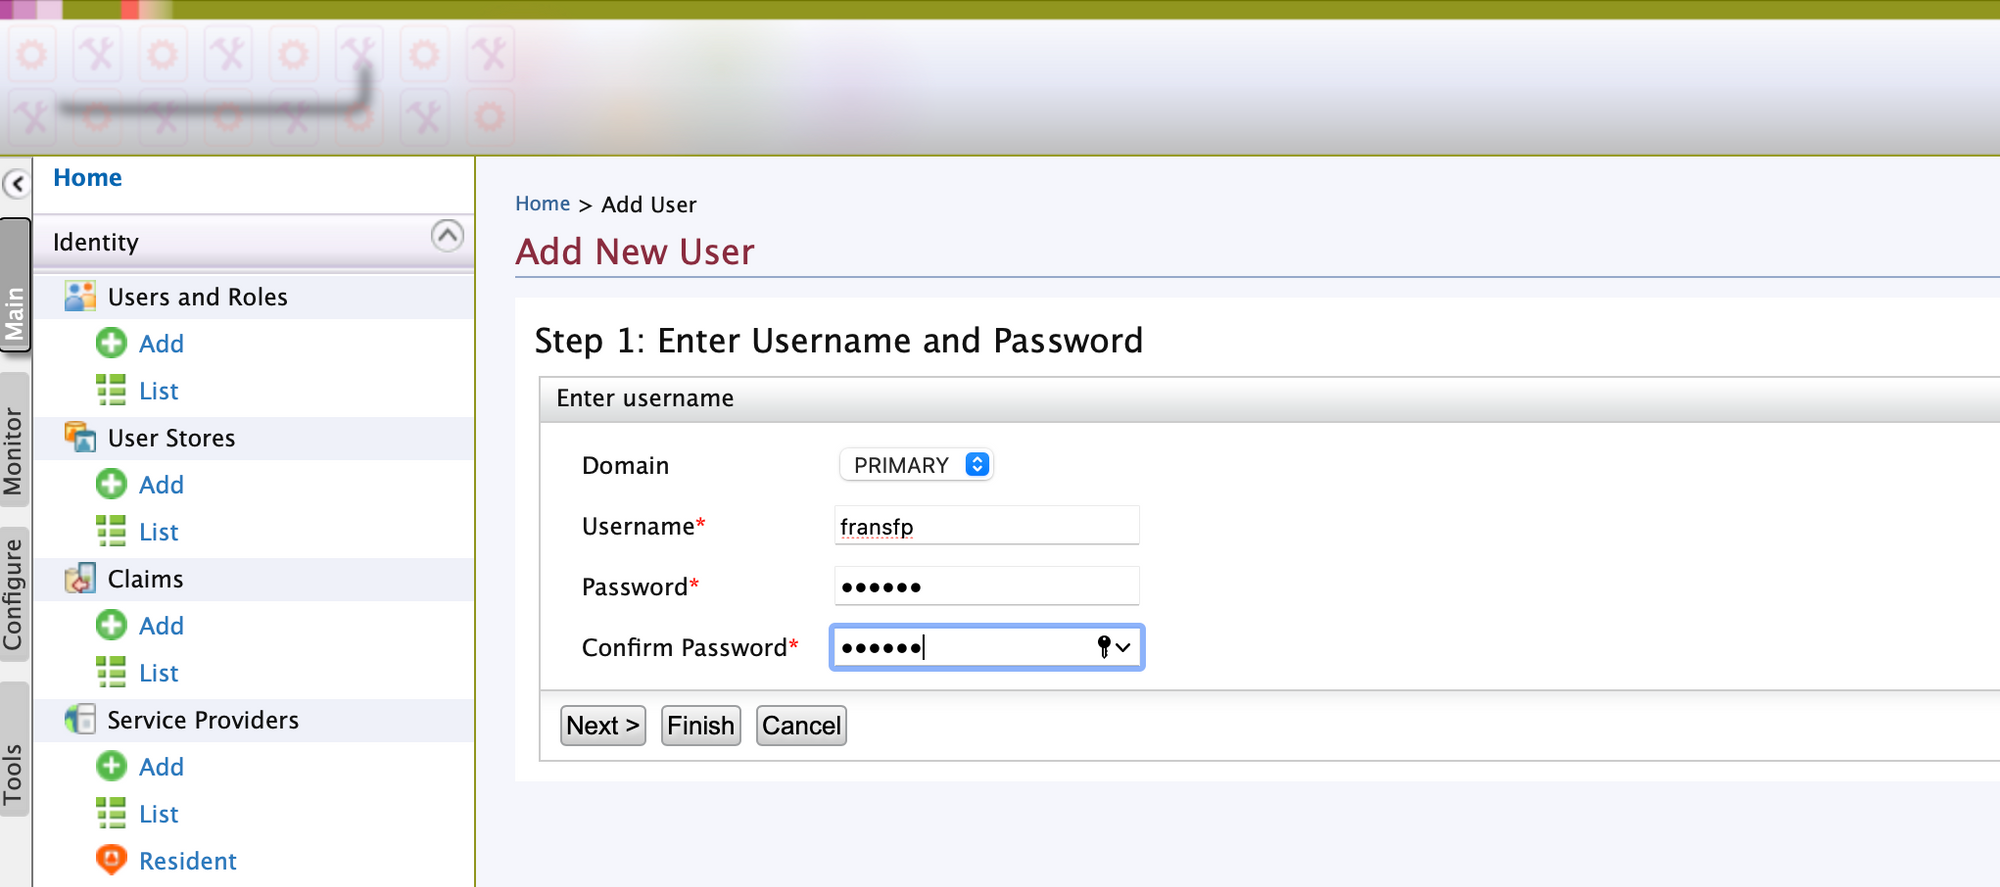 Home
Identity
Users and Roles
Add
List
User Stores
Add
List
Claims
Add
List
Service Providers
Add
List
Resident
Main
Monitor
Configure
Tools
Home > Add User
Add New User
Step 1: Enter Username and Password
Enter username
Domain PRIMARY
Username* fransfp
Password* ••••••
Confirm Password* ••••••
Next > Finish Cancel